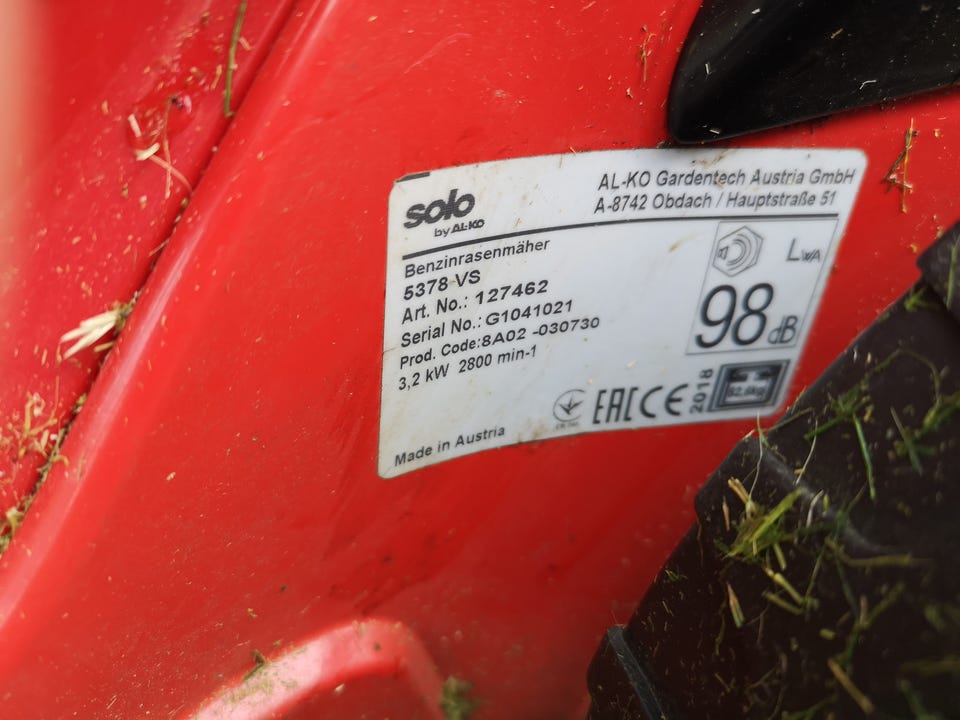 solo
by AL-KO
AL-KO Gardentech Austria GmbH
A-8742 Obdach / Hauptstraße 51
Benzinrasenmäher
5378 VS
Art. No.: 127462
Serial No.: G1041021
Prod. Code: 8A02 -030730
3,2 kW 2800 min-1
LWA
98 dB
Made in Austria
EAC CE
2018